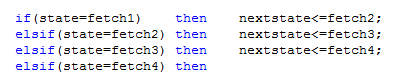 if(state=fetch1) then nextstate<=fetch2;
elsif(state=fetch2) then nextstate<=fetch3;
elsif(state=fetch3) then nextstate<=fetch4;
elsif(state=fetch4) then